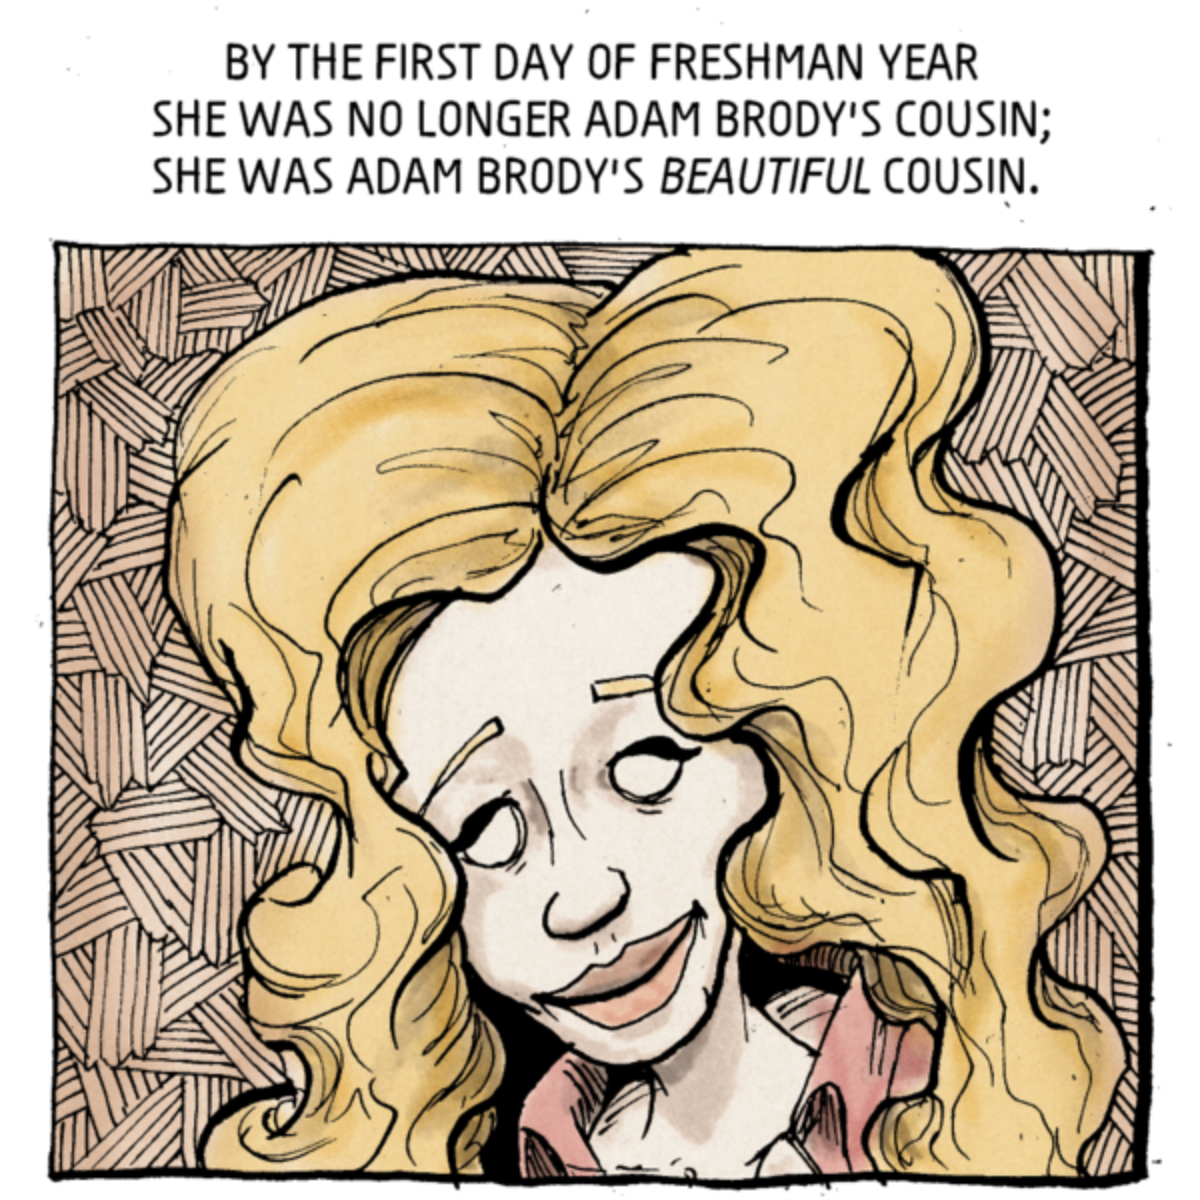 BY THE FIRST DAY OF FRESHMAN YEAR
SHE WAS NO LONGER ADAM BRODY'S COUSIN;
SHE WAS ADAM BRODY'S BEAUTIFUL COUSIN.